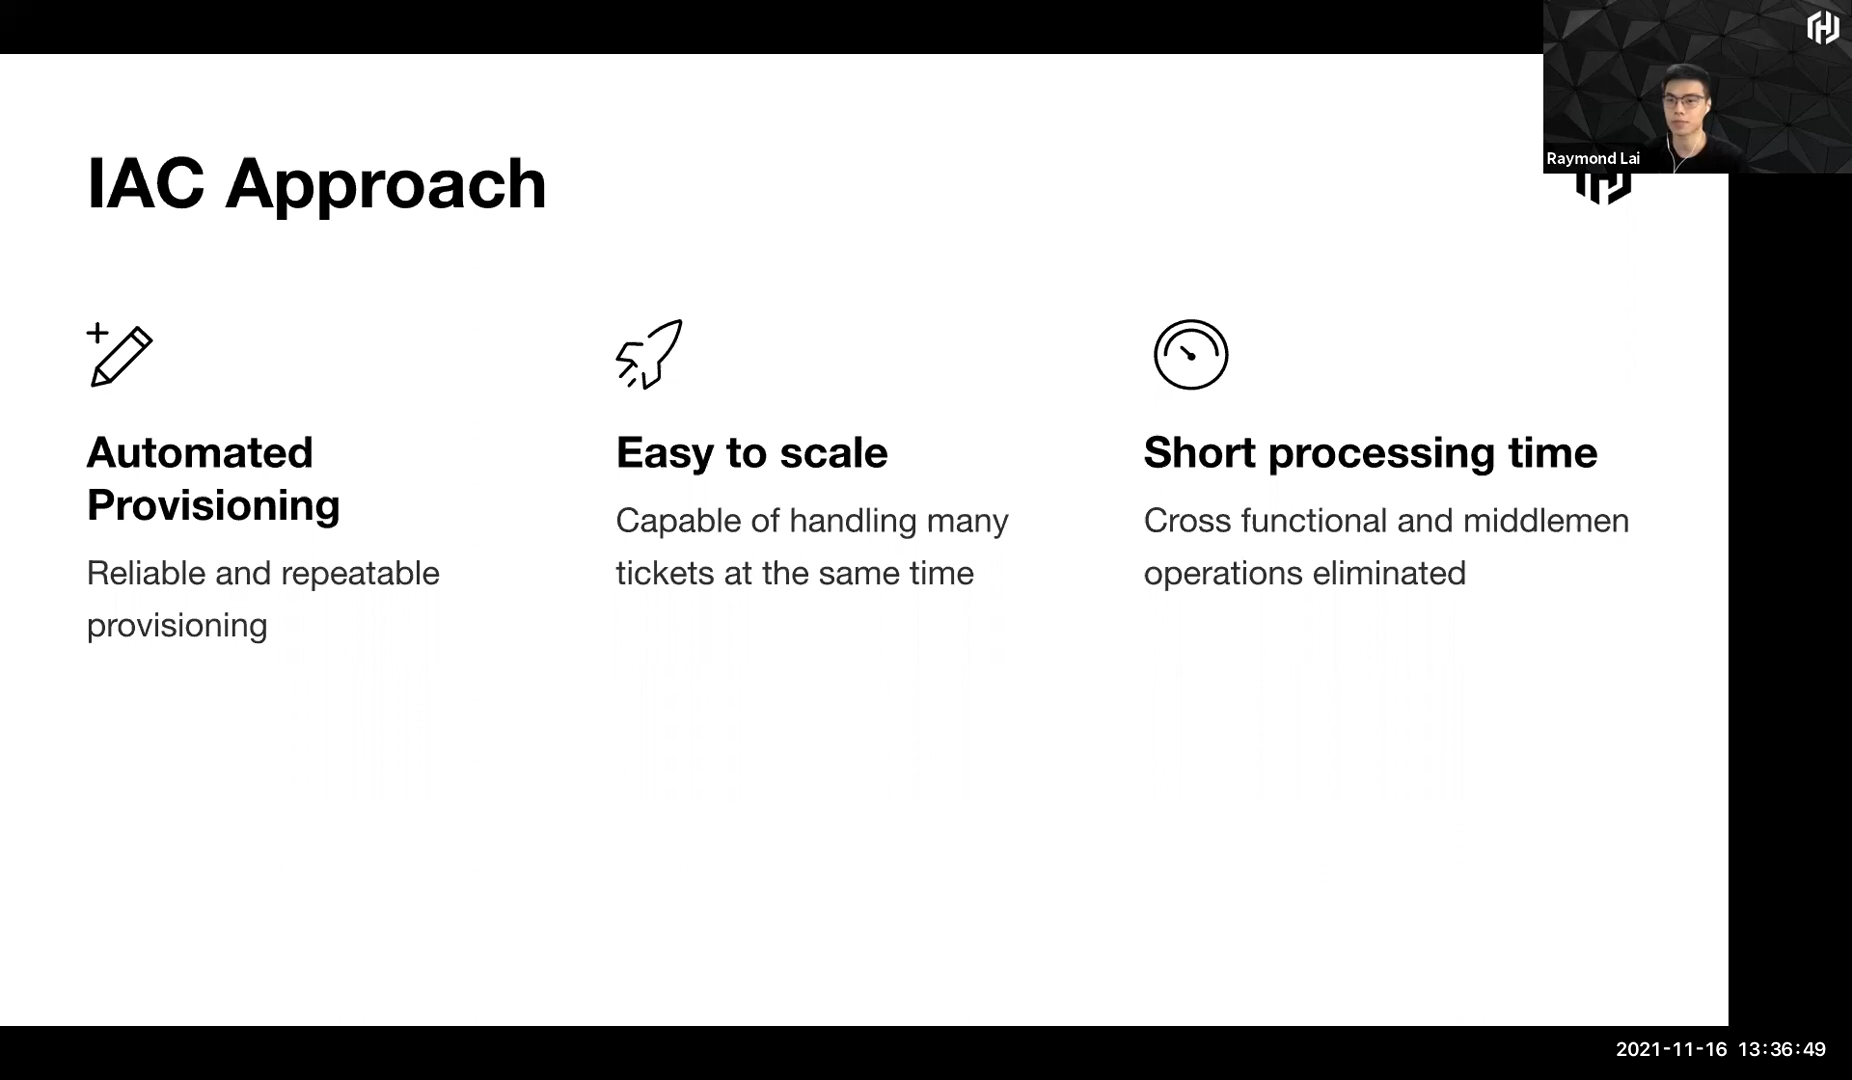 IAC Approach
Automated
Provisioning
Reliable and repeatable
provisioning
Easy to scale
Capable of handling many
tickets at the same time
Short processing time
Cross functional and middlemen
operations eliminated
Raymond Lai
2021-11-16 13:36:49